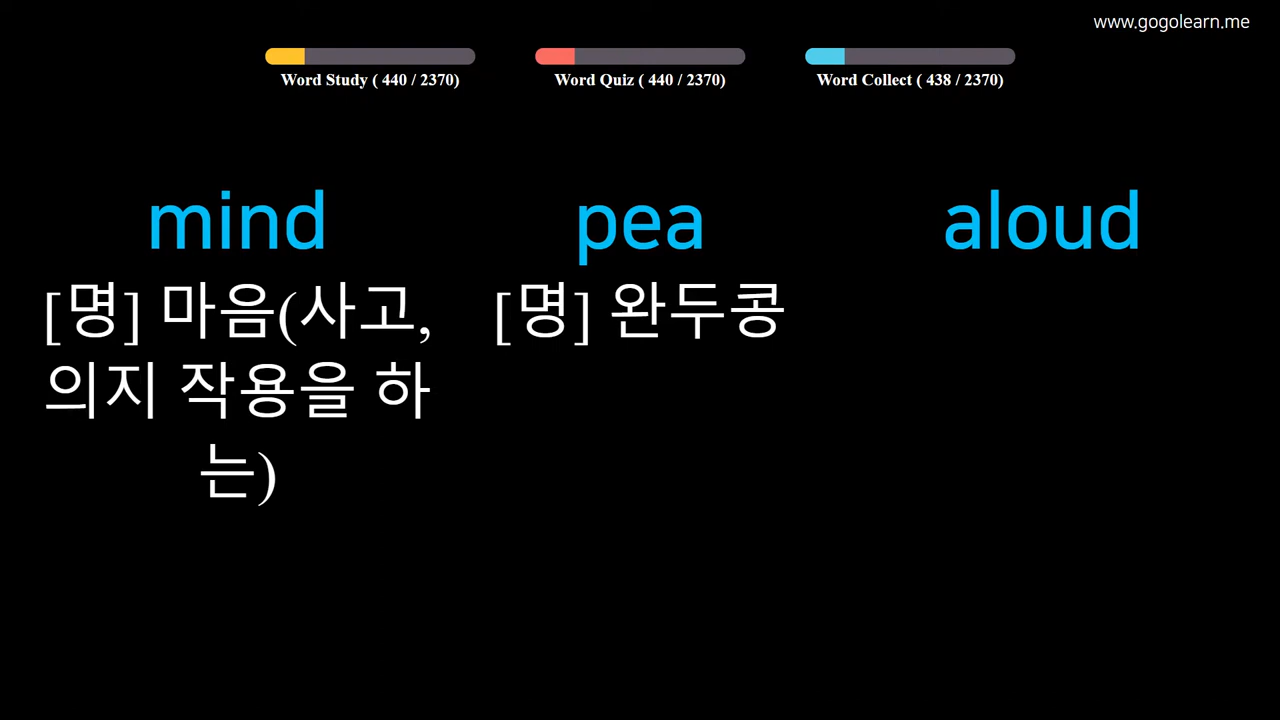 www.gogolearn.me
Word Study ( 440 / 2370)
Word Quiz ( 440 / 2370)
Word Collect ( 438 / 2370)
mind
[명] 마음(사고,
의지 작용을 하
는)
pea
[명] 완두콩
aloud